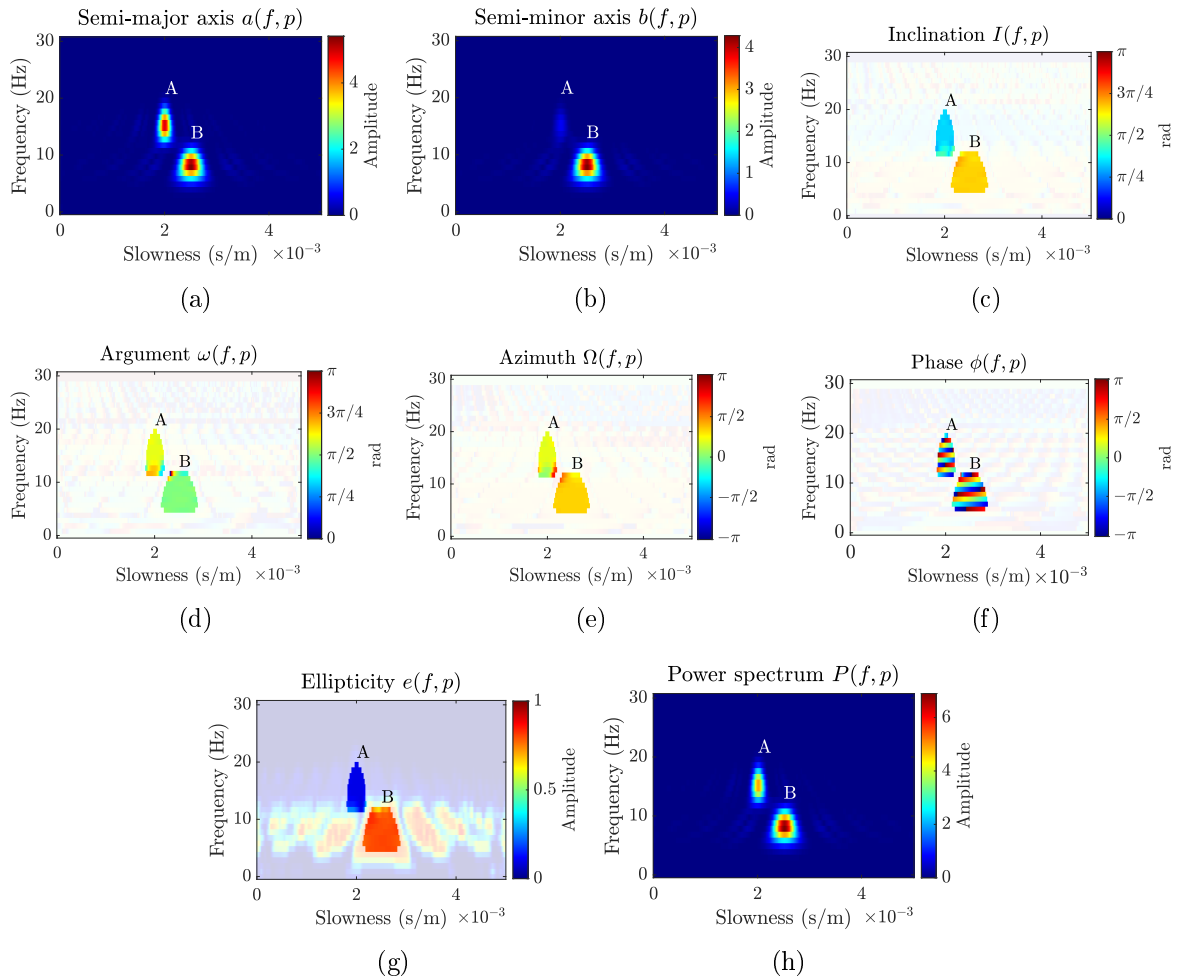 Semi-major axis a(f, p)
30
20
10
0
Frequency (Hz)
A
B
0
2
4
Slowness (s/m) ×10⁻³
4
2
0
Amplitude
(a)
Semi-minor axis b(f, p)
30
20
10
0
Frequency (Hz)
A
B
0
2
4
Slowness (s/m) ×10⁻³
4
3
2
1
0
Amplitude
(b)
Inclination I(f, p)
30
20
10
0
Frequency (Hz)
A
B
0
2
4
Slowness (s/m) ×10⁻³
π
3π/4
π/2
π/4
0
rad
(c)
Argument ω(f, p)
30
20
10
0
Frequency (Hz)
A
B
0
2
4
Slowness (s/m) ×10⁻³
π
3π/4
π/2
π/4
0
rad
(d)
Azimuth Ω(f, p)
30
20
10
0
Frequency (Hz)
A
B
0
2
4
Slowness (s/m) ×10⁻³
π
π/2
0
−π/2
−π
rad
(e)
Phase ϕ(f, p)
30
20
10
0
Frequency (Hz)
A
B
0
2
4
Slowness (s/m) ×10⁻³
π
π/2
0
−π/2
−π
rad
(f)
Ellipticity e(f, p)
30
20
10
0
Frequency (Hz)
A
B
0
2
4
Slowness (s/m) ×10⁻³
1
0.5
0
Amplitude
(g)
Power spectrum P(f, p)
30
20
10
0
Frequency (Hz)
A
B
0
2
4
Slowness (s/m) ×10⁻³
6
4
2
0
Amplitude
(h)